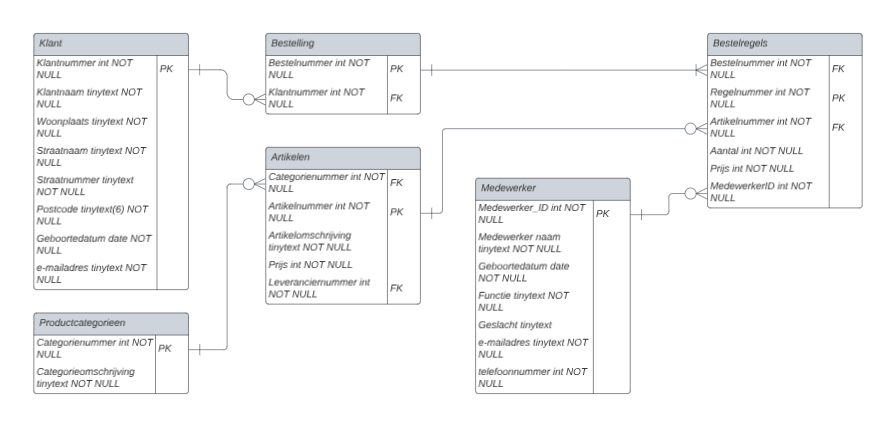 Klant
Klantnummer int NOT
NULL
PK
Klantnaam tinytext NOT
NULL
Woonplaats tinytext NOT
NULL
Straatnaam tinytext NOT
NULL
Straatnummer tinytext
NOT NULL
Postcode tinytext(6) NOT
NULL
Geboortedatum date NOT
NULL
e-mailadres tinytext NOT
NULL
Bestelling
Bestelnummer int NOT
NULL
PK
Klantnummer int NOT
NULL
FK
Bestelregels
Bestelnummer int NOT
NULL
FK
Regelnummer int NOT
NULL
PK
Artikelnummer int NOT
NULL
FK
Aantal int NOT NULL
Prijs int NOT NULL
MedewerkerID int NOT
NULL
Artikelen
Categorienummer int NOT
NULL
FK
Artikelnummer int NOT
NULL
PK
Artikelomschrijving
tinytext NOT NULL
Prijs int NOT NULL
Leveranciernummer int
NOT NULL
FK
Medewerker
Medewerker_ID int NOT
NULL
PK
Medewerker naam
tinytext NOT NULL
Geboortedatum date
NOT NULL
Functie tinytext NOT
NULL
Geslacht tinytext
e-mailadres tinytext NOT
NULL
telefoonnummer int NOT
NULL
Productcategorieen
Categorienummer int NOT
NULL
PK
Categorieomschrijving
tinytext NOT NULL